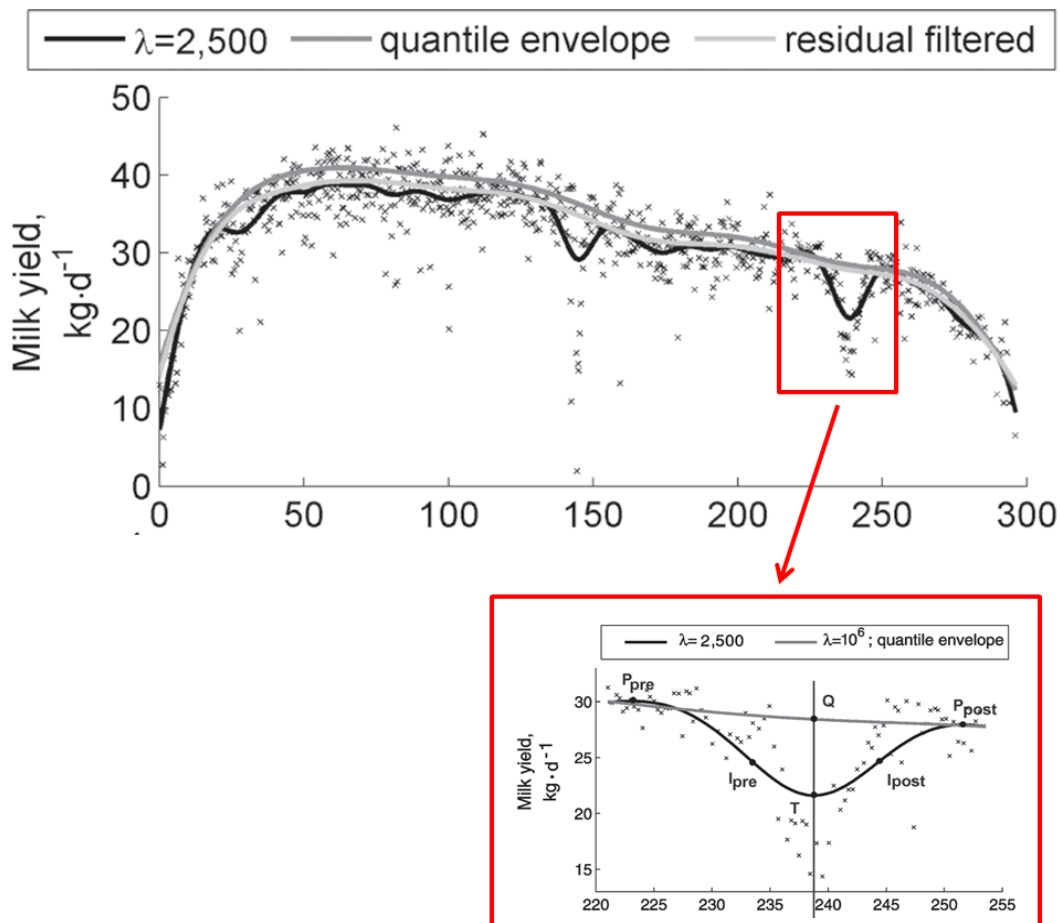 λ=2,500 quantile envelope residual filtered
50
40
30
20
10
0
Milk yield,
kg·d⁻¹
0 50 100 150 200 250 300
λ=2,500 λ=10⁶; quantile envelope
30
25
20
15
Milk yield,
kg·d⁻¹
Ppre
Q
Ppost
Ipre
Ipost
T
220 225 230 235 240 245 250 255